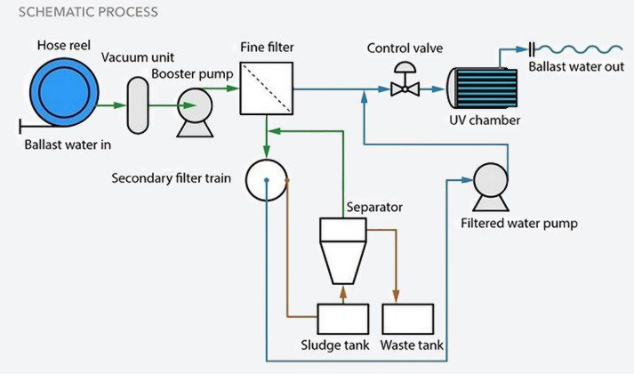 SCHEMATIC PROCESS
Hose reel
Vacuum unit
Booster pump
Fine filter
Control valve
Ballast water out
Ballast water in
UV chamber
Secondary filter train
Separator
Filtered water pump
Sludge tank
Waste tank